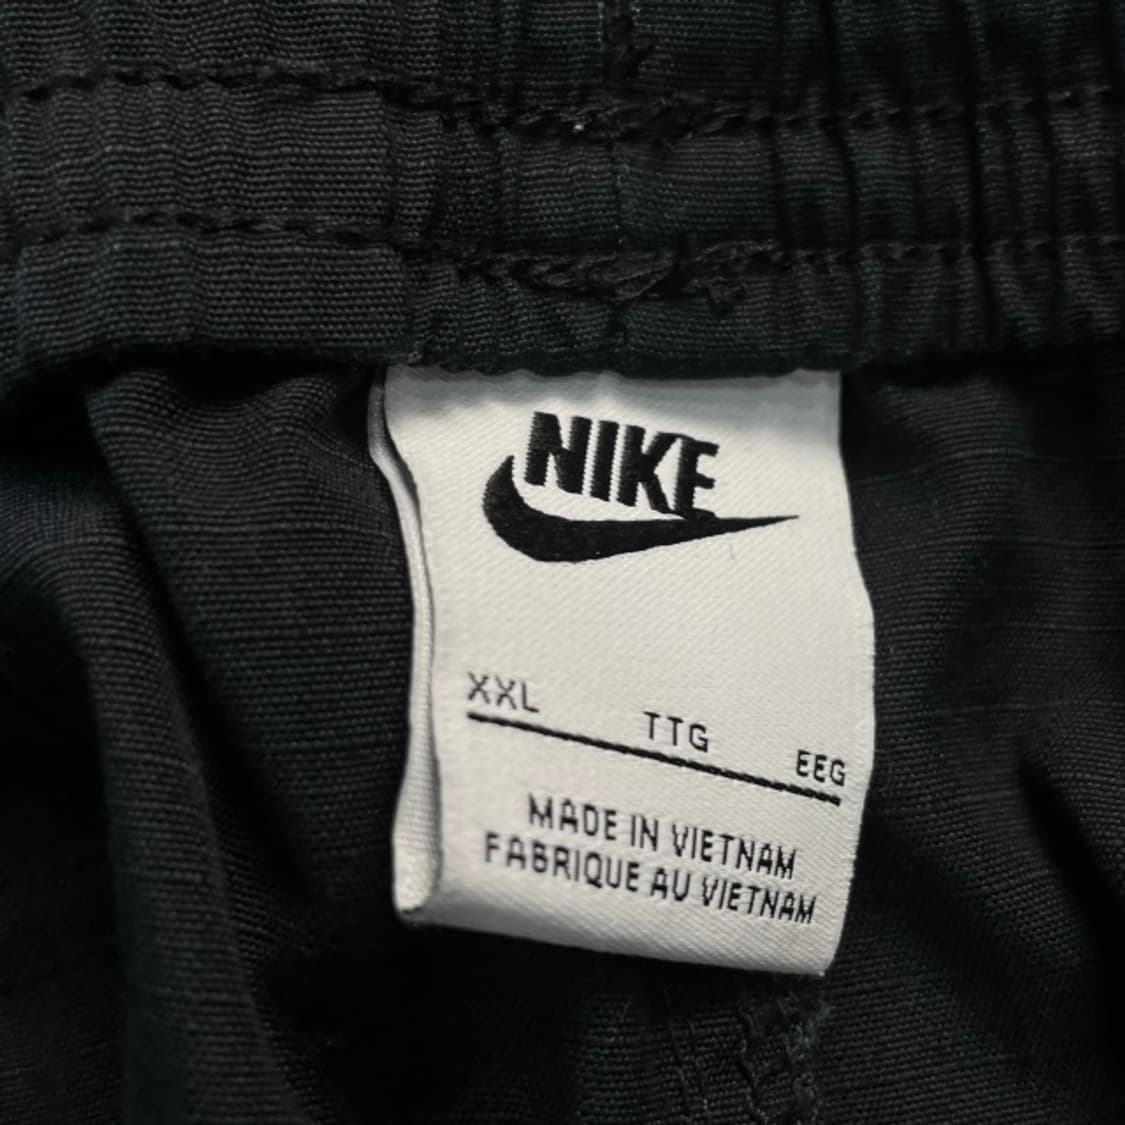 NIKE
XXL TTG EEG
MADE IN VIETNAM
FABRIQUE AU VIETNAM